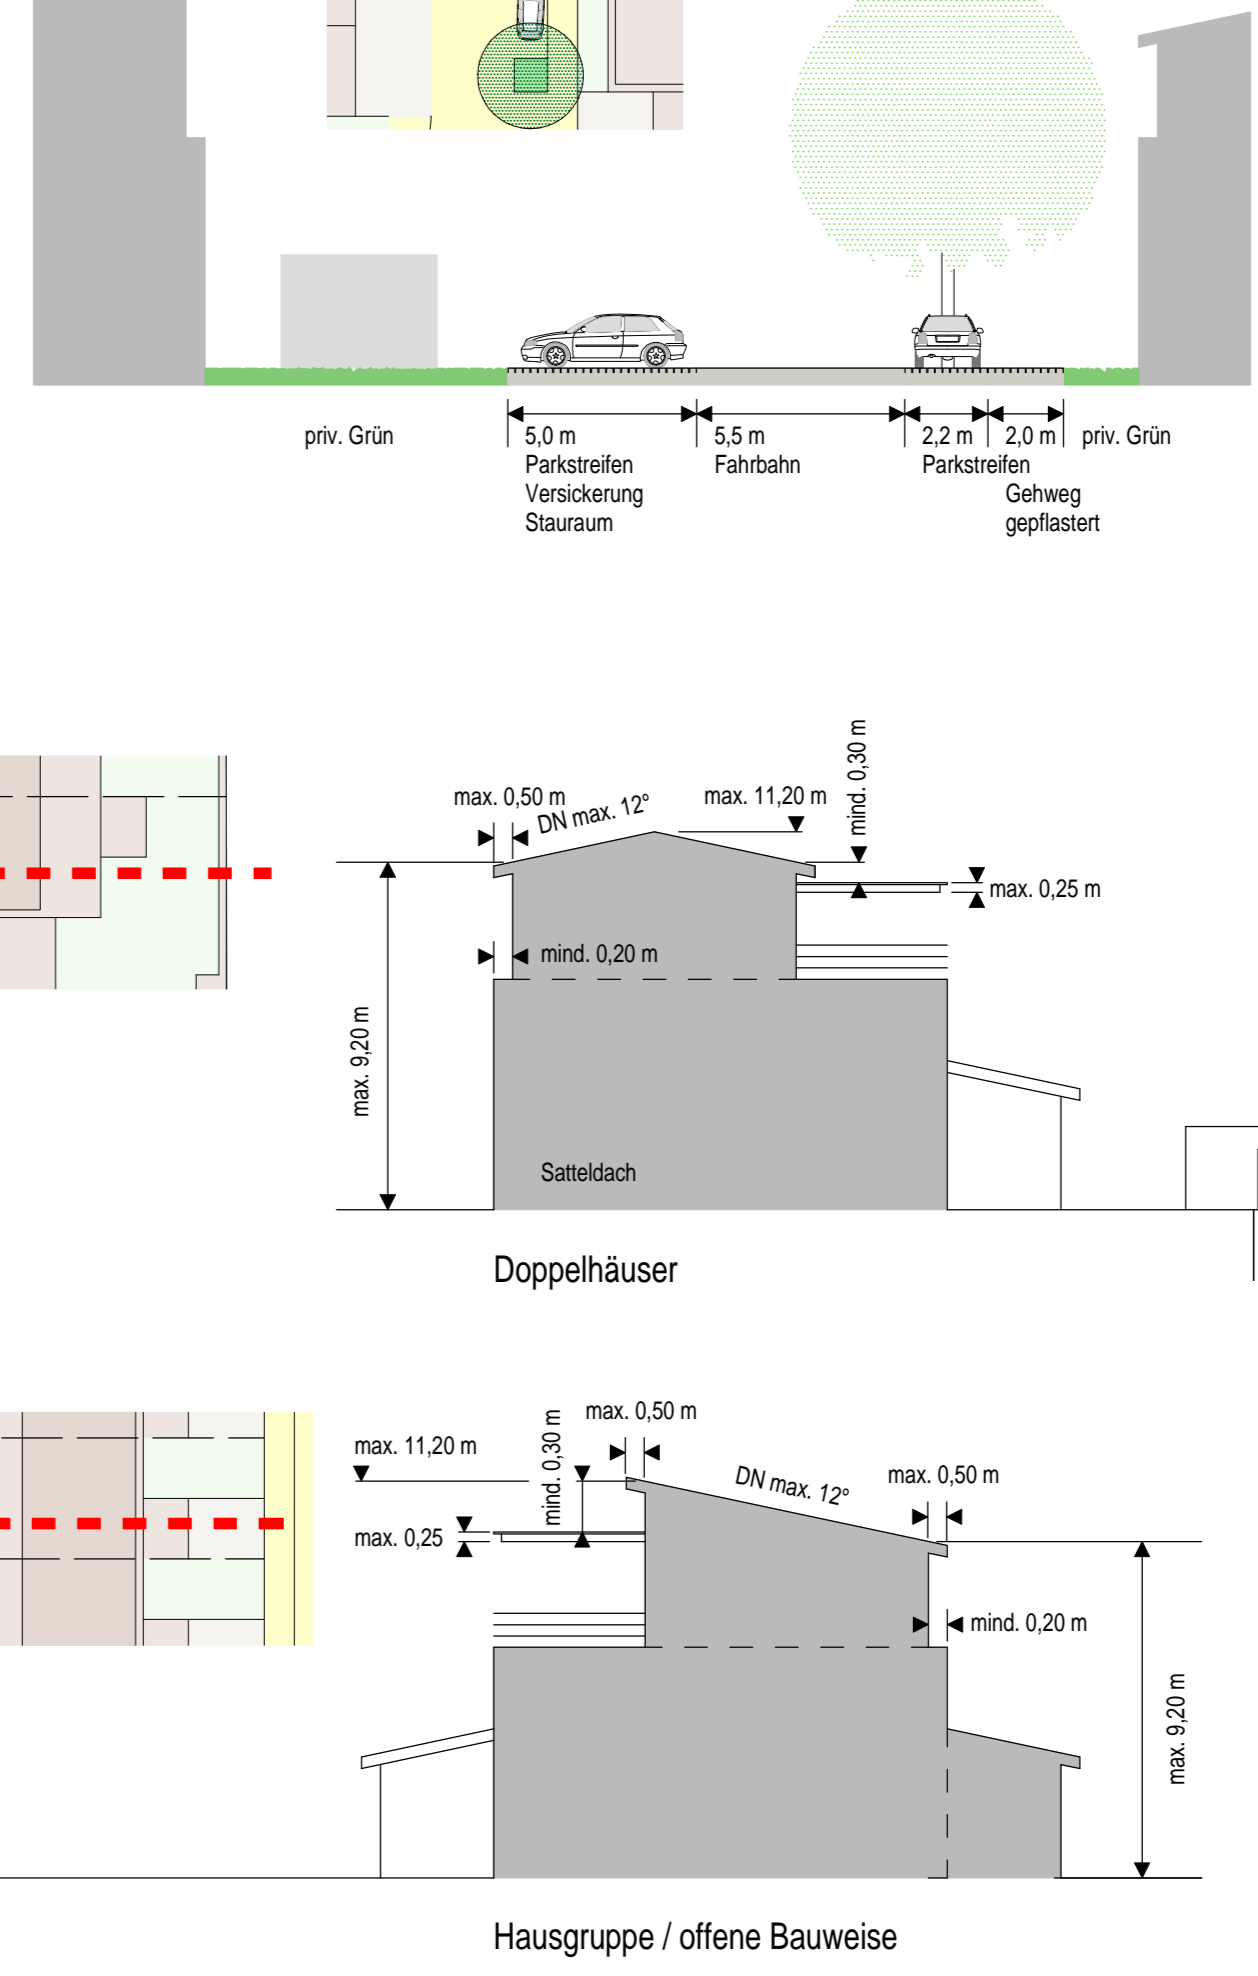 priv. Grün
5,0 m
Parkstreifen
Versickerung
Stauraum
5,5 m
Fahrbahn
2,2 m
Parkstreifen
2,0 m
Gehweg
gepflastert
priv. Grün
max. 0,50 m
DN max. 12°
max. 11,20 m
mind. 0,30 m
max. 0,25 m
mind. 0,20 m
max. 9,20 m
Satteldach
Doppelhäuser
max. 11,20 m
mind. 0,30 m
max. 0,50 m
DN max. 12°
max. 0,50 m
max. 0,25
mind. 0,20 m
max. 9,20 m
Hausgruppe / offene Bauweise